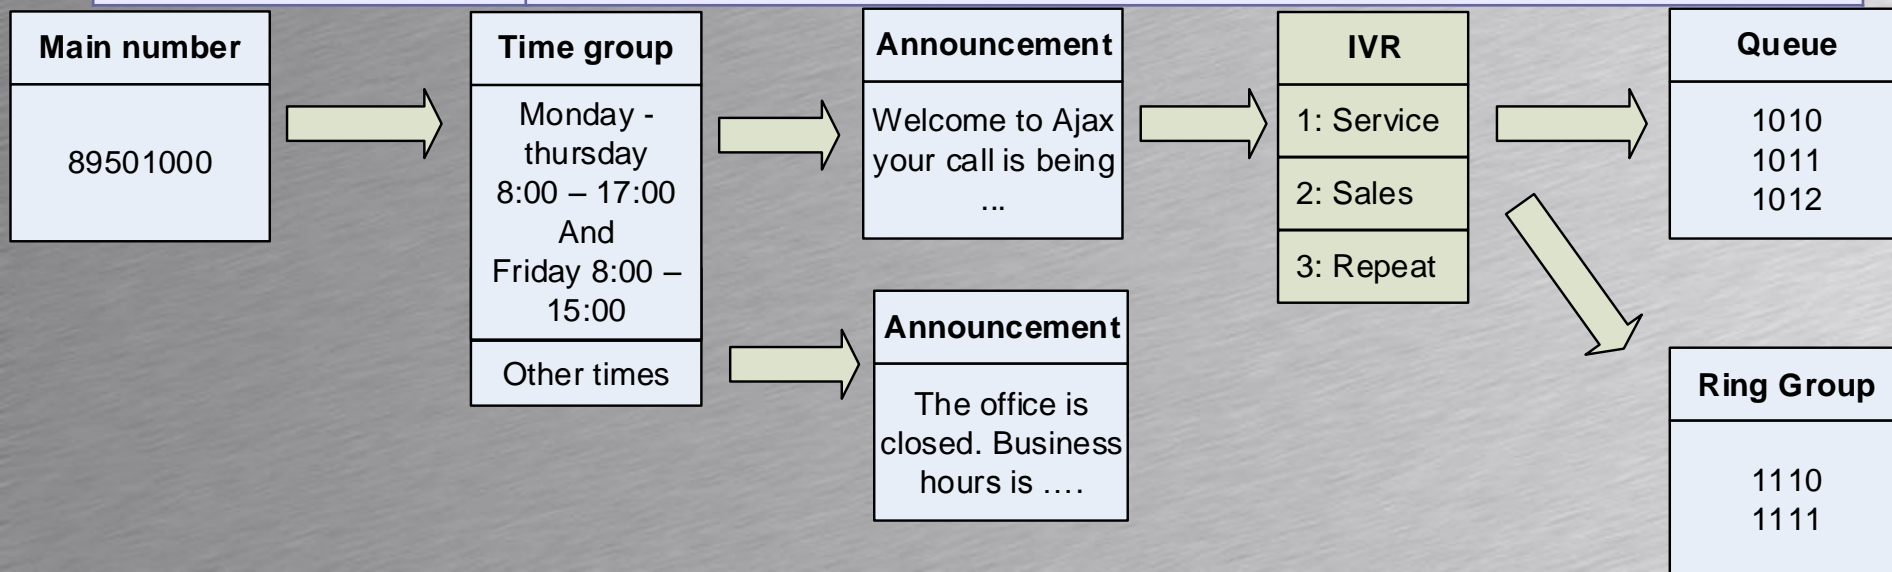 Main number
89501000
Time group
Monday -
thursday
8:00 – 17:00
And
Friday 8:00 –
15:00
Other times
Announcement
Welcome to Ajax
your call is being
...
Announcement
The office is
closed. Business
hours is ....
IVR
1: Service
2: Sales
3: Repeat
Queue
1010
1011
1012
Ring Group
1110
1111